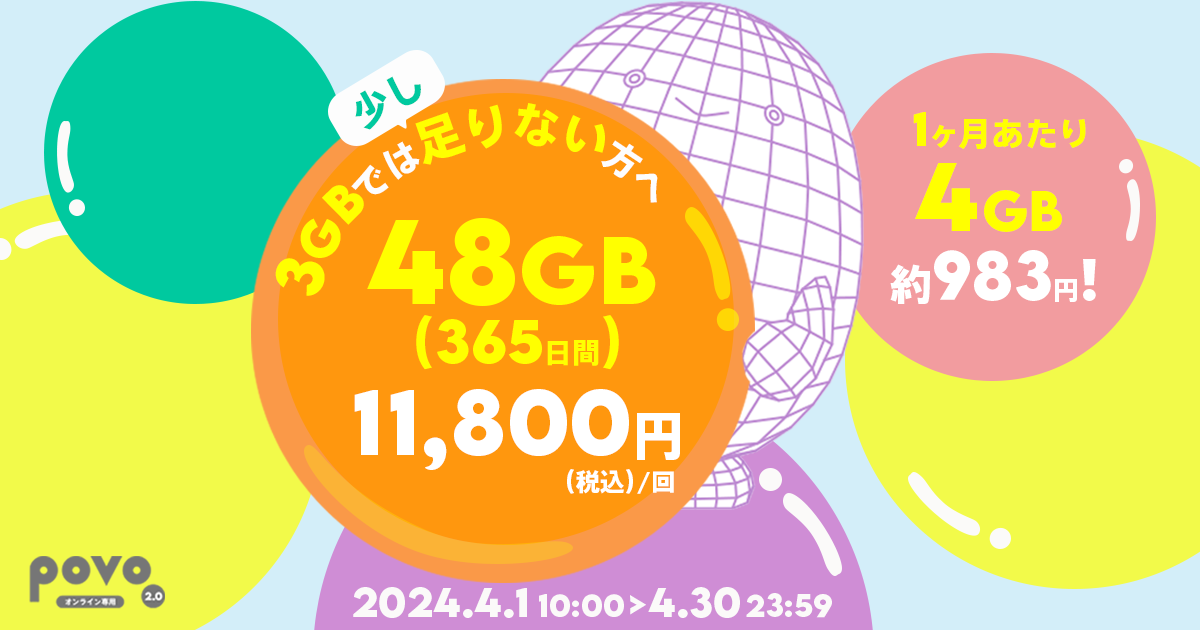 少し
3GBでは足りない方へ
48GB
(365日間)
11,800円
(税込)/回
1ヶ月あたり
4GB
約983円!
povo2.0
オンライン専用
2024.4.1 10:00>4.30 23:59